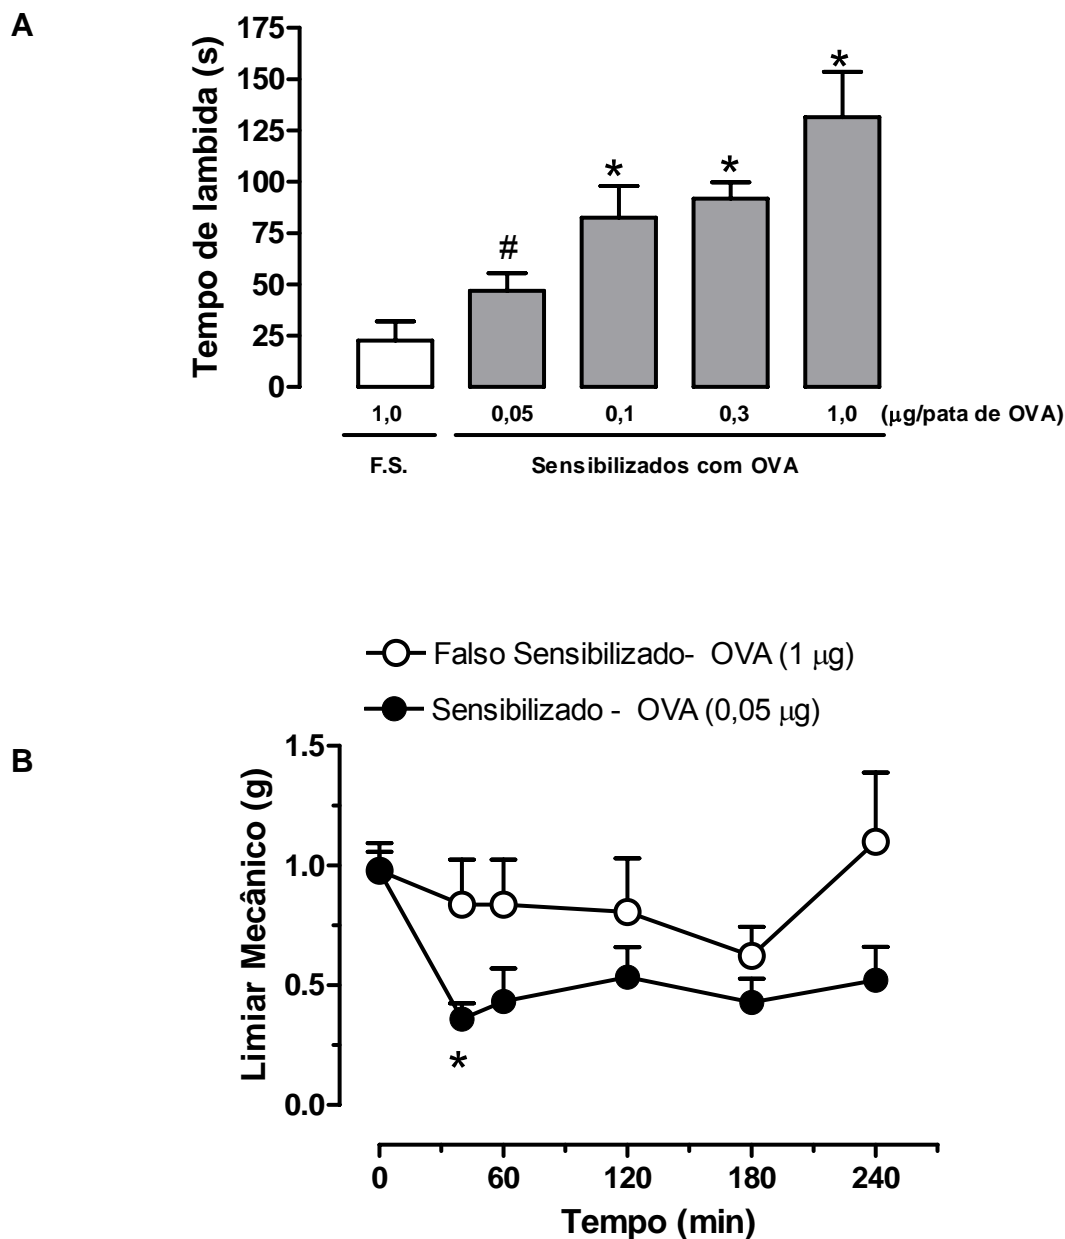 A
175
150
125
100
75
50
25
0
Tempo de lambida (s)
#
*
*
*
1,0 0,05 0,1 0,3 1,0 (μg/pata de OVA)
F.S. Sensibilizados com OVA
Falso Sensibilizado- OVA (1 μg)
Sensibilizado - OVA (0,05 μg)
B
1.5
1.0
0.5
0.0
Limiar Mecânico (g)
*
0 60 120 180 240
Tempo (min)